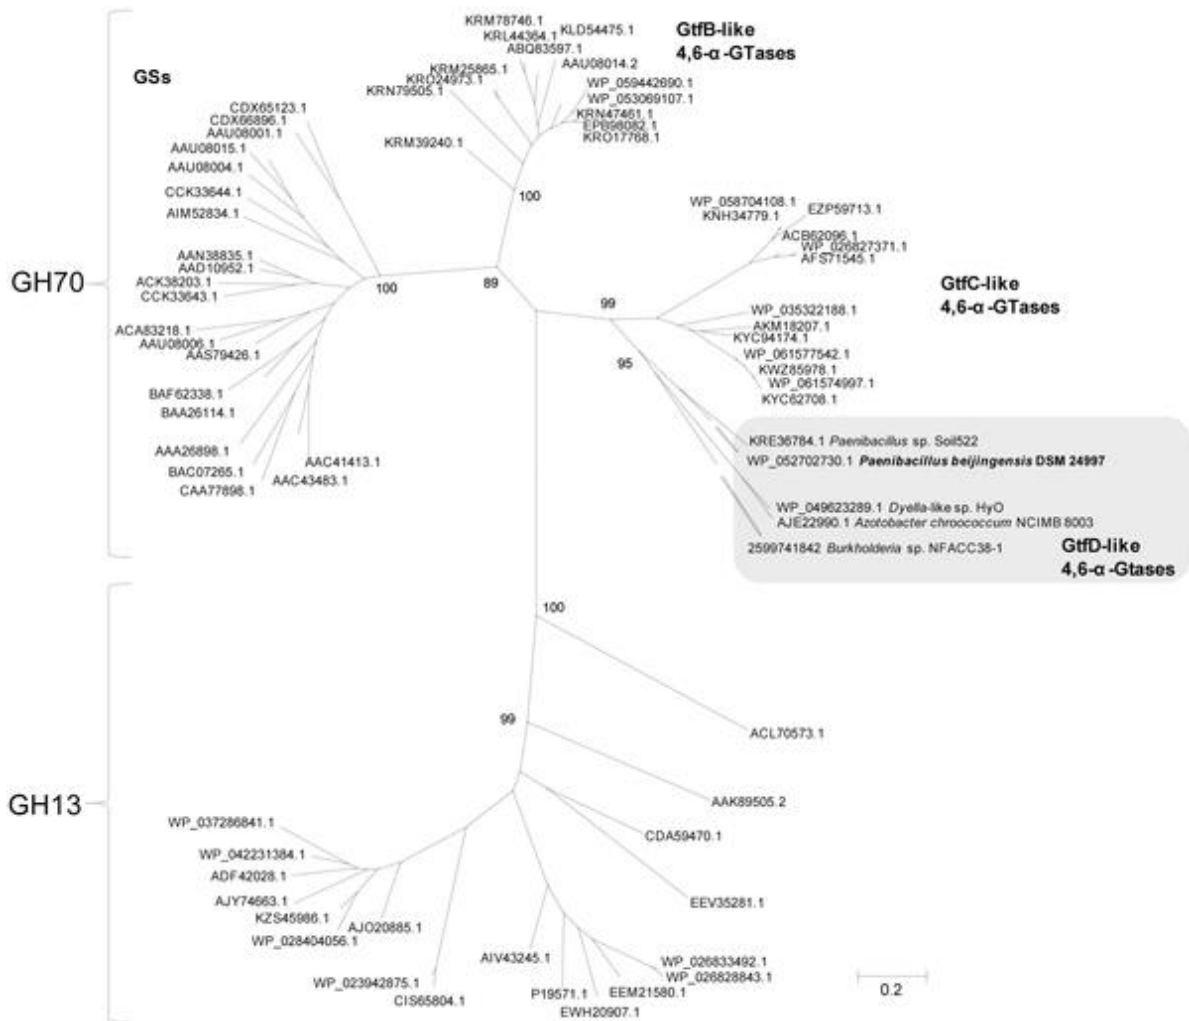 KRM78746.1
KLD54475.1
KRL44364.1
ABQ83597.1
GtfB-like
4,6-α -GTases
GSs
KRM25865.1
AAU08014.2
KRO24973.1
WP_059442690.1
KRN79505.1
WP_053069107.1
CDX65123.1
KRN47461.1
CDX66896.1
EPB98082.1
AAU08001.1
KRO17768.1
KRM39240.1
AAU08015.1
AAU08004.1
100
CCK33644.1
WP_058704108.1
EZP59713.1
AIM52834.1
KNH34779.1
ACB62096.1
WP_026827371.1
AFS71545.1
AAN38835.1
AAD10952.1
GH70
ACK38203.1
CCK33643.1
100
89
99
GtfC-like
4,6-α -GTases
WP_035322188.1
ACA83218.1
AKM18207.1
AAU08006.1
KYC94174.1
AAS79426.1
95
WP_061577542.1
KWZ85978.1
BAF62338.1
WP_061574997.1
KYC62708.1
BAA26114.1
AAA26898.1
KRE36784.1 Paenibacillus sp. Soil522
AAC41413.1
WP_052702730.1 Paenibacillus beijingensis DSM 24997
BAC07265.1
AAC43483.1
CAA77898.1
WP_049623289.1 Dyella-like sp. HyO
AJE22990.1 Azotobacter chroococcum NCIMB 8003
2599741842 Burkholderia sp. NFACC38-1
GtfD-like
4,6-α -Gtases
100
99
ACL70573.1
GH13
AAK89505.2
WP_037286841.1
CDA59470.1
WP_042231384.1
ADF42028.1
AJY74663.1
EEV35281.1
KZS45986.1
AJO20885.1
WP_028404056.1
AIV43245.1
WP_026833492.1
WP_026828843.1
WP_023942875.1
P19571.1
EEM21580.1
0.2
CIS65804.1
EWH20907.1